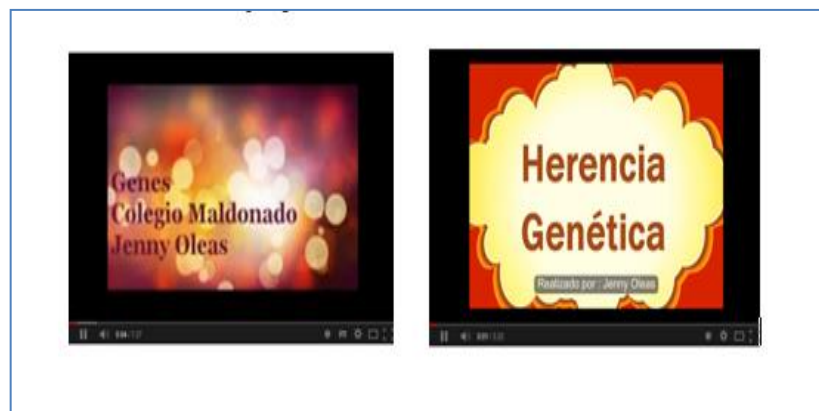 Genes
Colegio Maldonado
Jenny Oleas
Herencia
Genética
Realizado por : Jenny Oleas